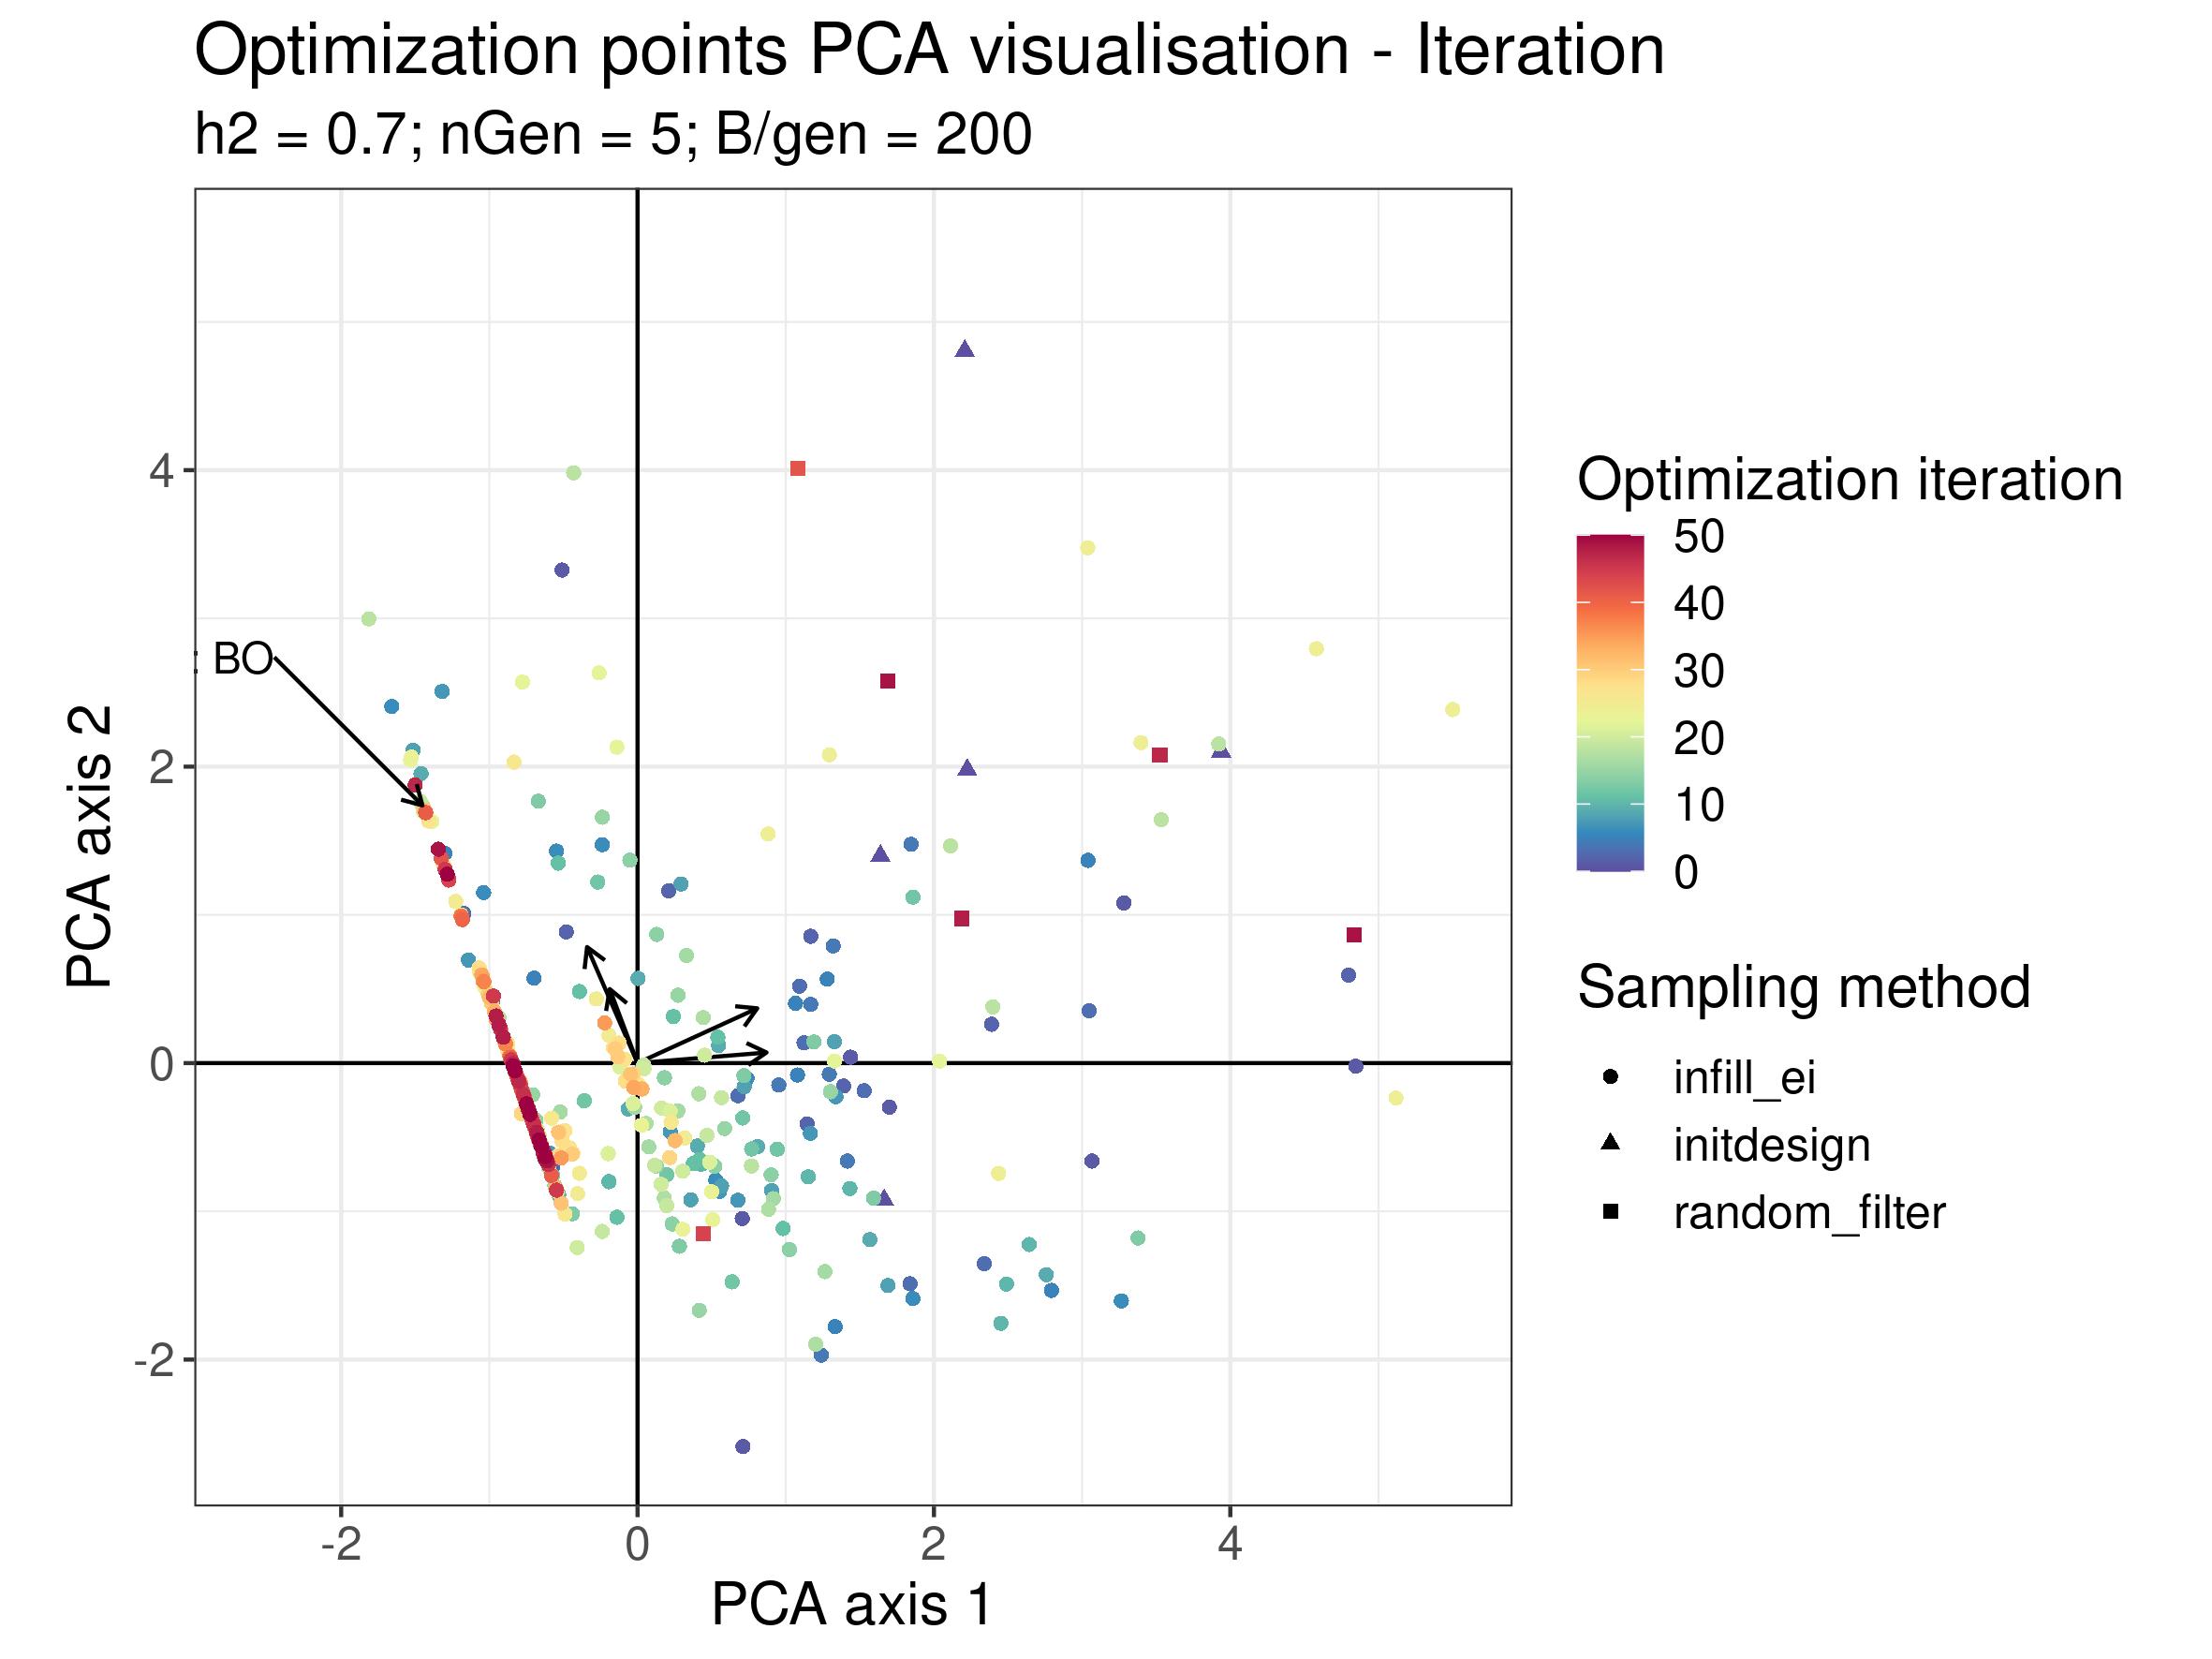 Optimization points PCA visualisation - Iteration
h2 = 0.7; nGen = 5; B/gen = 200
PCA axis 2
4
2
0
-2
: BO
-2
0
2
4
PCA axis 1
Optimization iteration
50
40
30
20
10
0
Sampling method
infill_ei
initdesign
random_filter